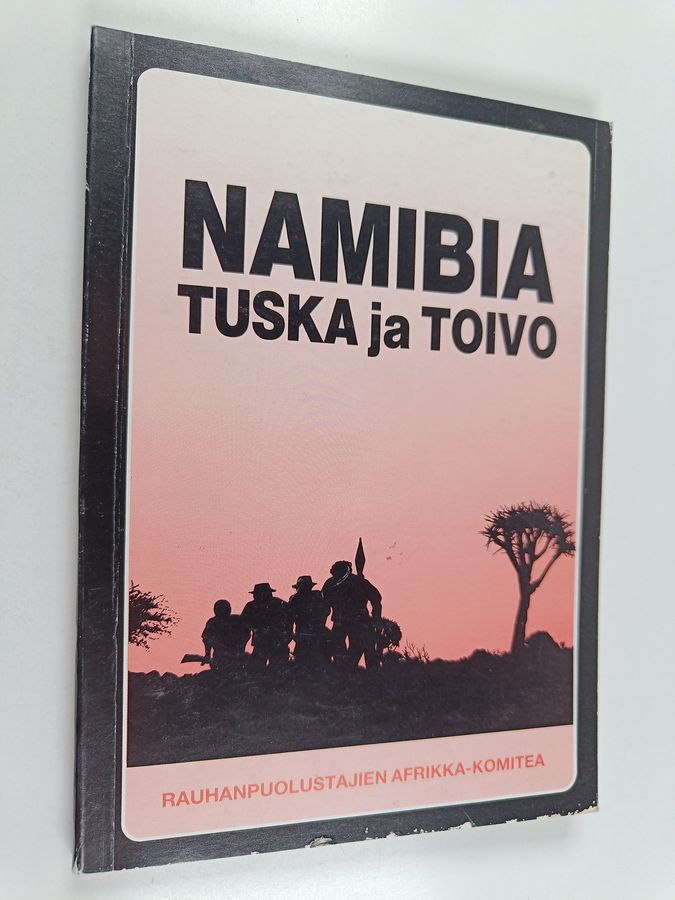 NAMIBIA
TUSKA ja TOIVO
RAUHANPUOLUSTAJIEN AFRIKKA-KOMITEA